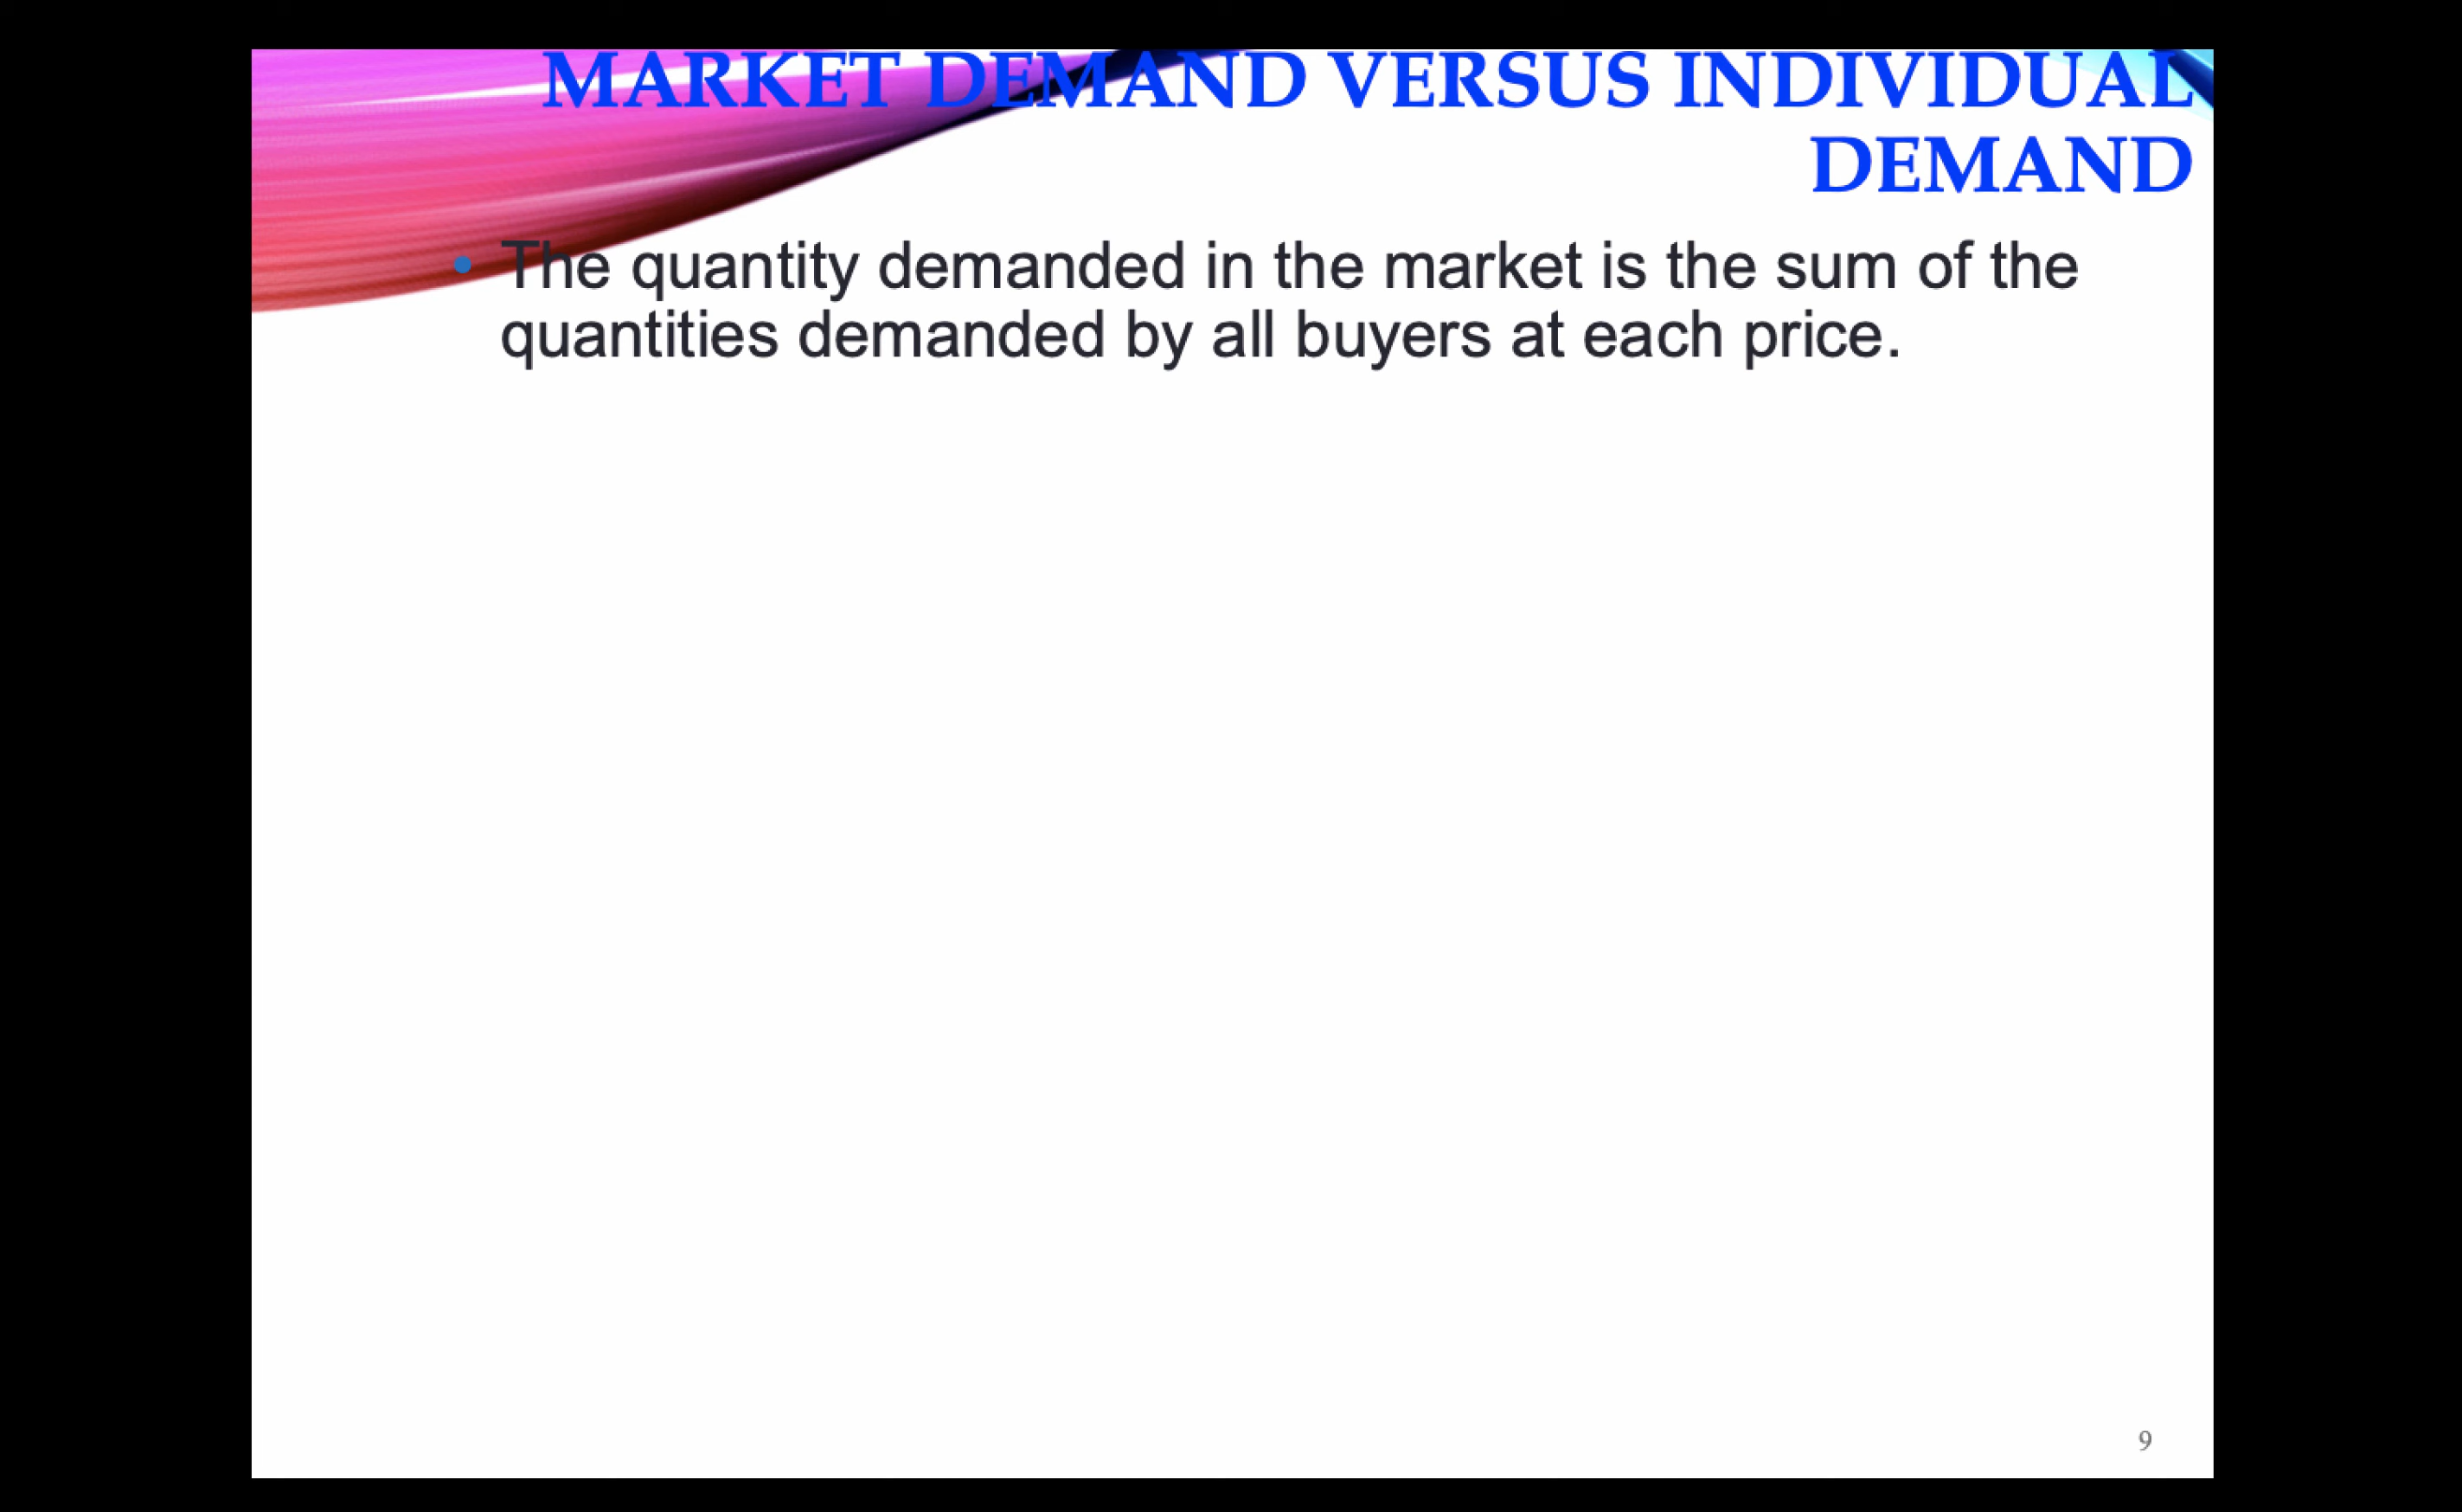 MARKET DEMAND VERSUS INDIVIDUAL
DEMAND
• The quantity demanded in the market is the sum of the
quantities demanded by all buyers at each price.
9